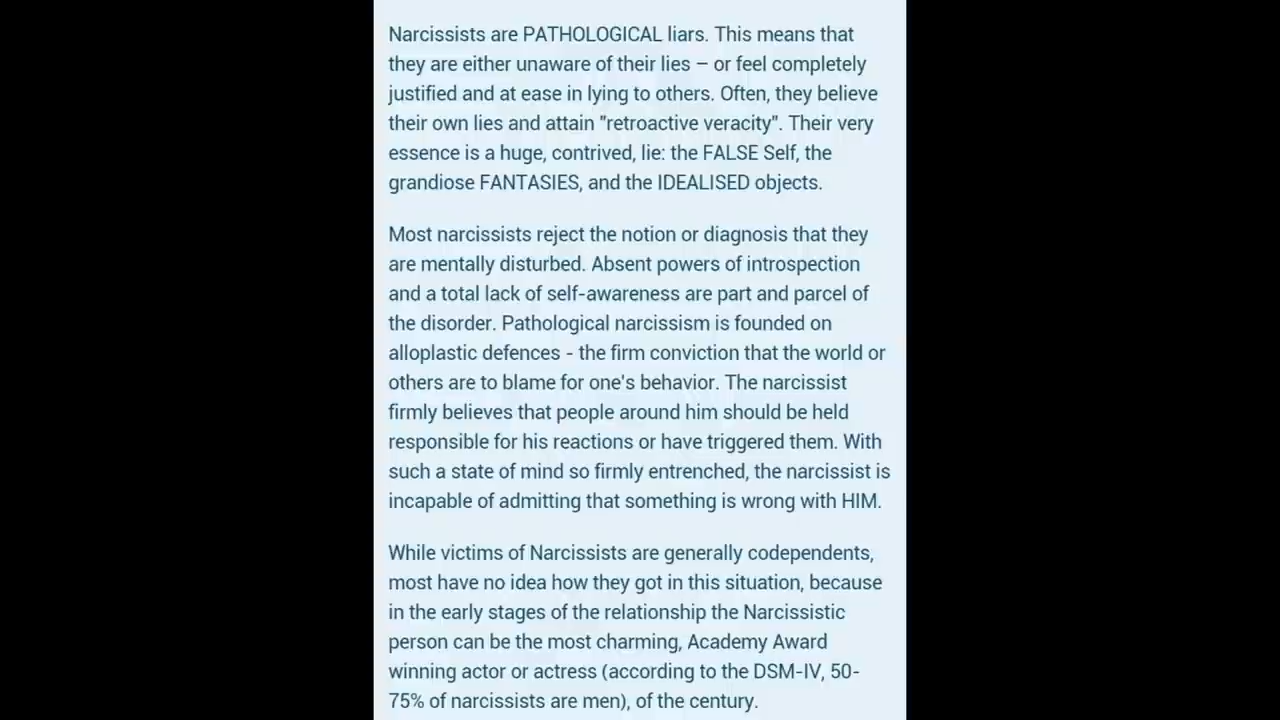 Narcissists are PATHOLOGICAL liars. This means that
they are either unaware of their lies – or feel completely
justified and at ease in lying to others. Often, they believe
their own lies and attain "retroactive veracity". Their very
essence is a huge, contrived, lie: the FALSE Self, the
grandiose FANTASIES, and the IDEALISED objects.
Most narcissists reject the notion or diagnosis that they
are mentally disturbed. Absent powers of introspection
and a total lack of self-awareness are part and parcel of
the disorder. Pathological narcissism is founded on
alloplastic defences - the firm conviction that the world or
others are to blame for one's behavior. The narcissist
firmly believes that people around him should be held
responsible for his reactions or have triggered them. With
such a state of mind so firmly entrenched, the narcissist is
incapable of admitting that something is wrong with HIM.
While victims of Narcissists are generally codependents,
most have no idea how they got in this situation, because
in the early stages of the relationship the Narcissistic
person can be the most charming, Academy Award
winning actor or actress (according to the DSM-IV, 50-
75% of narcissists are men), of the century.